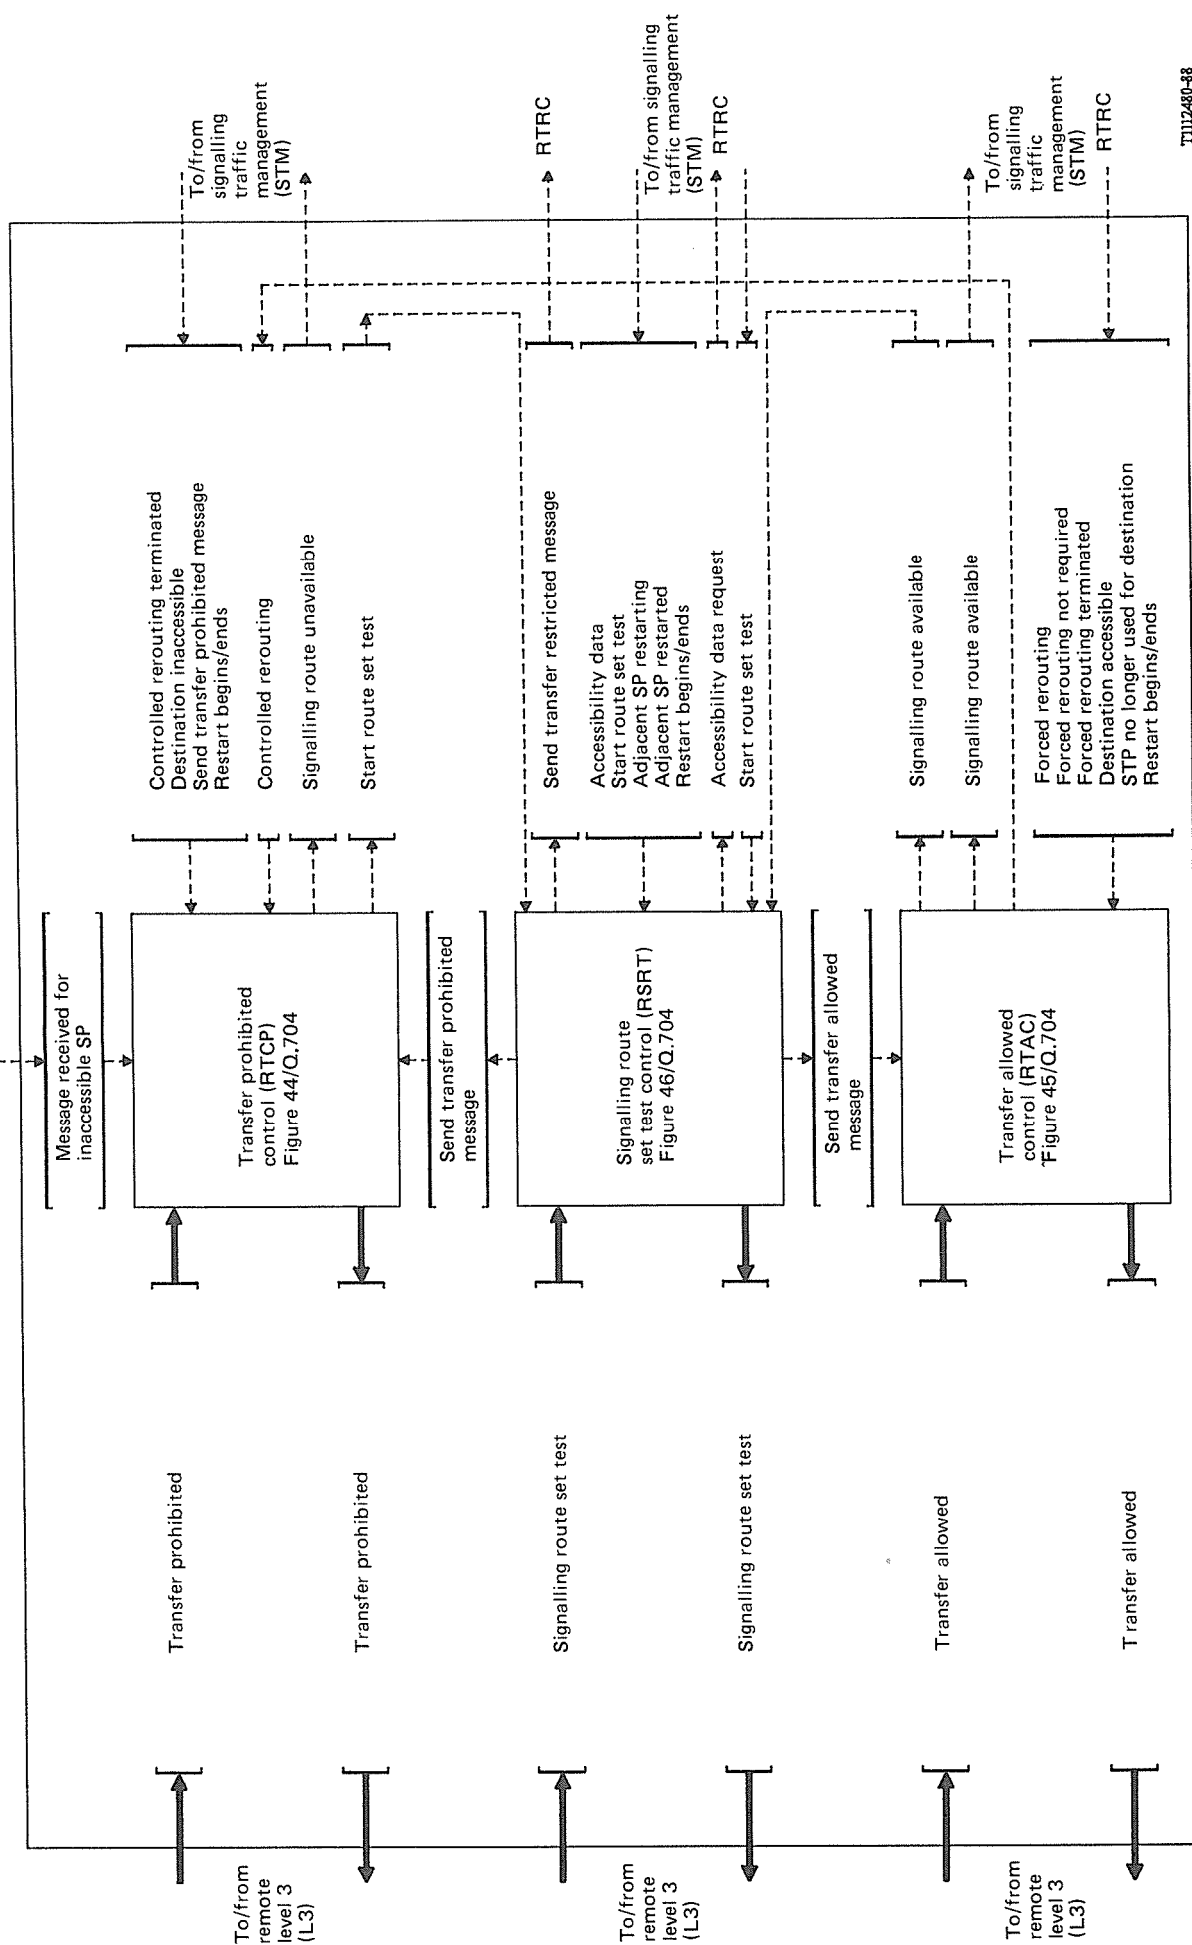 Message received for
inaccessible SP
To/from remote
level 3
(L3)
Transfer prohibited
Transfer prohibited
Transfer prohibited
control (RTCP)
Figure 44/Q.704
Controlled rerouting terminated
Destination inaccessible
Send transfer prohibited message
Restart begins/ends
Controlled rerouting
Signalling route unavailable
Start route set test
To/from
signalling
traffic
management
(STM)
Send transfer prohibited
message
To/from
remote
level 3
(L3)
Signalling route set test
Signalling route set test
Signalling route
set test control (RSRT)
Figure 46/Q.704
Send transfer restricted message
Accessibility data
Start route set test
Adjacent SP restarting
Adjacent SP restarted
Restart begins/ends
Accessibility data request
Start route set test
RTRC
To/from signalling
traffic management
(STM)
RTRC
Send transfer allowed
message
To/from
remote
level 3
(L3)
Transfer allowed
Transfer allowed
Transfer allowed
control (RTAC)
Figure 45/Q.704
Signalling route available
Signalling route available
Forced rerouting
Forced rerouting not required
Forced rerouting terminated
Destination accessible
STP no longer used for destination
Restart begins/ends
To/from
signalling
traffic
management
(STM)
RTRC
T1112480-88